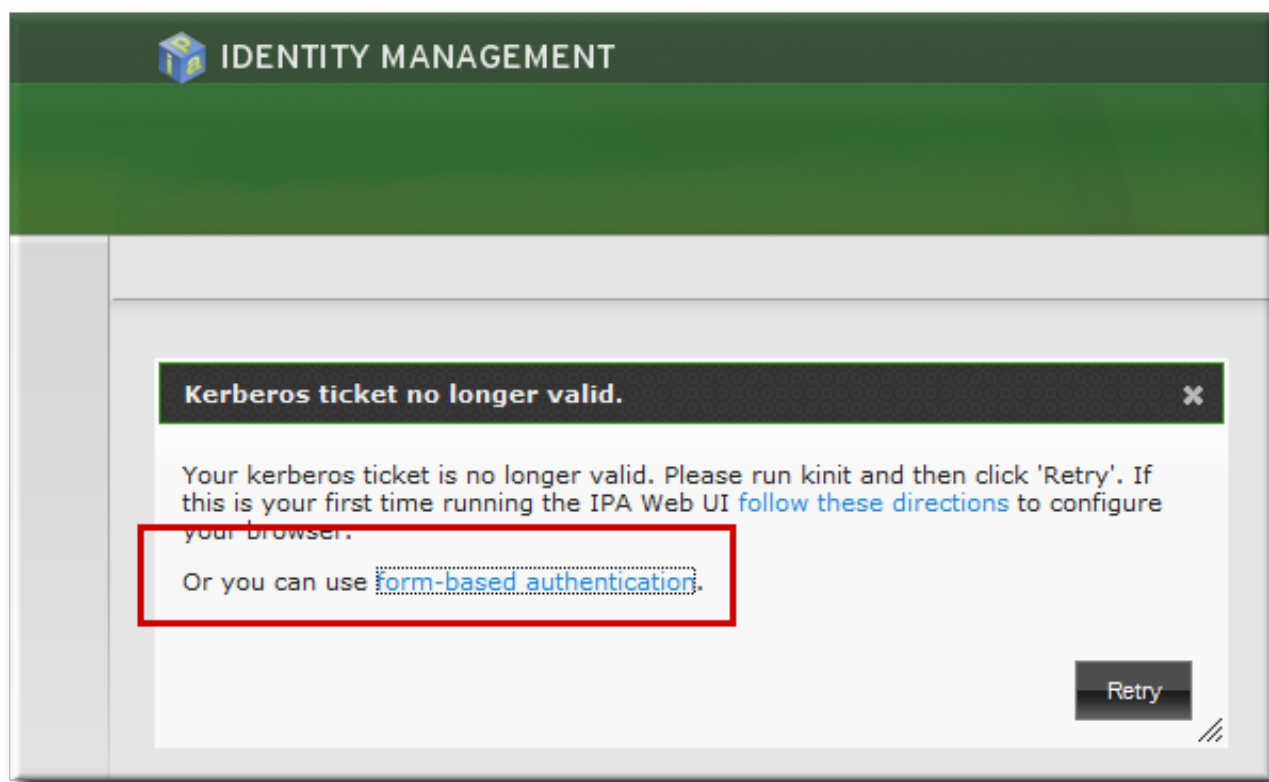 IDENTITY MANAGEMENT
Kerberos ticket no longer valid.
Your kerberos ticket is no longer valid. Please run kinit and then click 'Retry'. If
this is your first time running the IPA Web UI follow these directions to configure
your browser.
Or you can use form-based authentication.
Retry